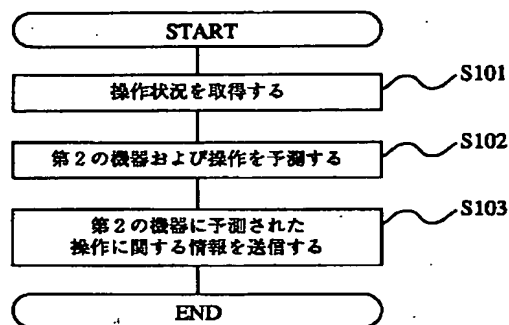 START
操作状況を取得する
S101
第2の機器および操作を予測する
S102
第2の機器に予測された
操作に関する情報を送信する
S103
END